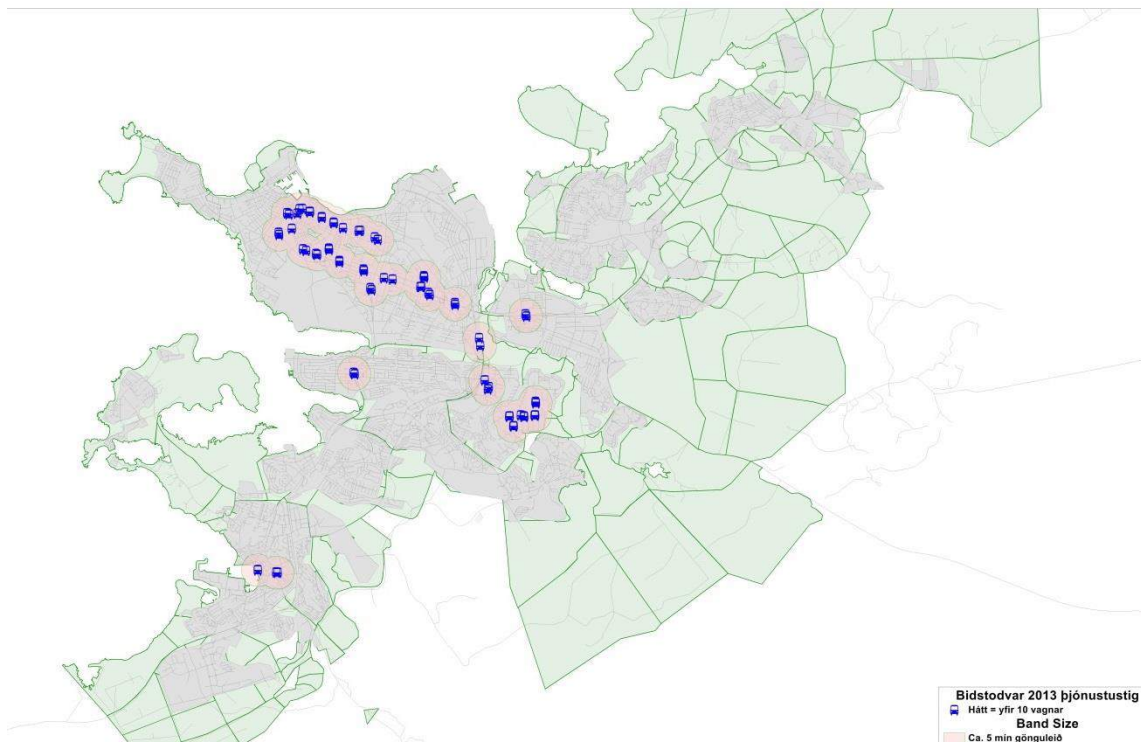 Bidstodvar 2013 þjónustustig
Hátt = yfir 10 vagnar
Band Size
Ca. 5 mín gönguleið